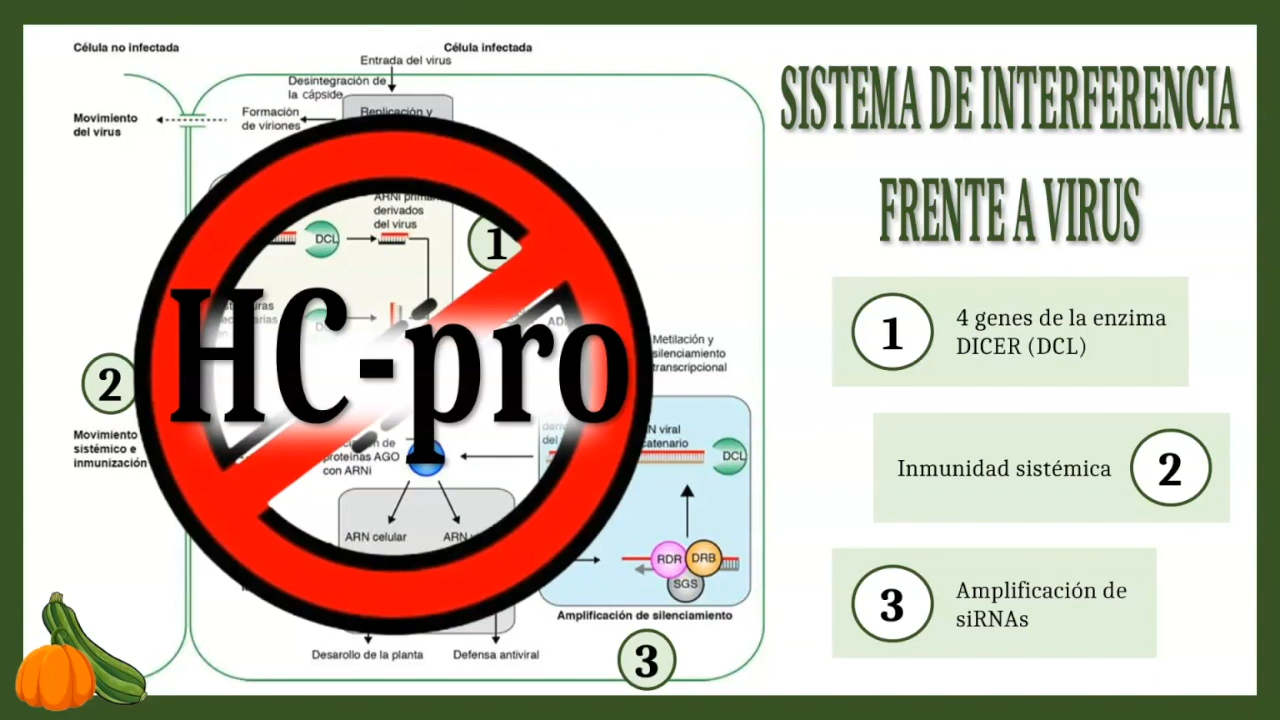 SISTEMA DE INTERFERENCIA
FRENTE A VIRUS
1
4 genes de la enzima
DICER (DCL)
Inmunidad sistémica
2
3
Amplificación de
siRNAs
Célula no infectada
Célula infectada
Entrada del virus
Desintegración de
la cápside
Replicación y
Formación
de viriones
Movimiento
del virus
ARNi
derivados
del virus
DCL
1
HC-pro
2
Movimiento
sistémico e
inmunización
Metilación y
silenciamiento
transcripcional
viral
DCL
de
proteínas AGO
con ARNi
ARN celular
RDR
DRB
SGS
Amplificación de silenciamiento
3
Desarollo de la planta
Defensa antiviral